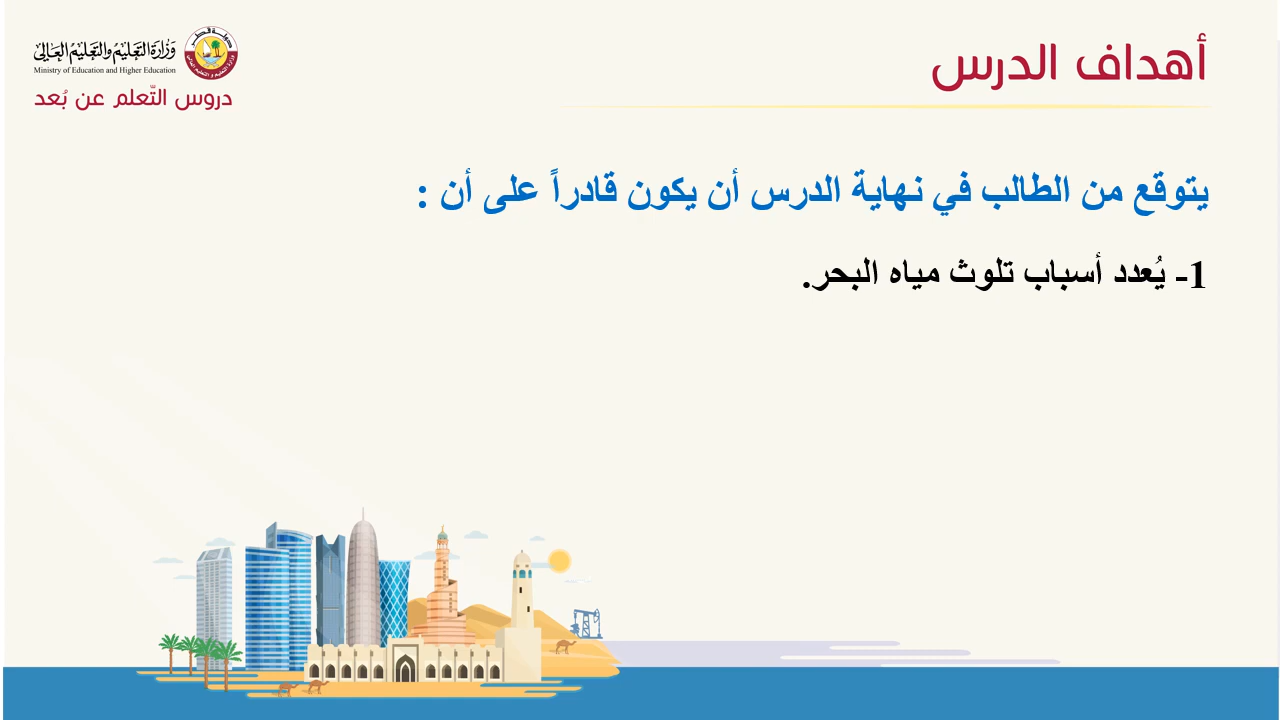 أهداف الدرس
وزارة التعليم والتعليم العالي
Ministry of Education and Higher Education
دروس التّعلم عن بُعد
يتوقع من الطالب في نهاية الدرس أن يكون قادراً على أن :
1- يُعدد أسباب تلوث مياه البحر.